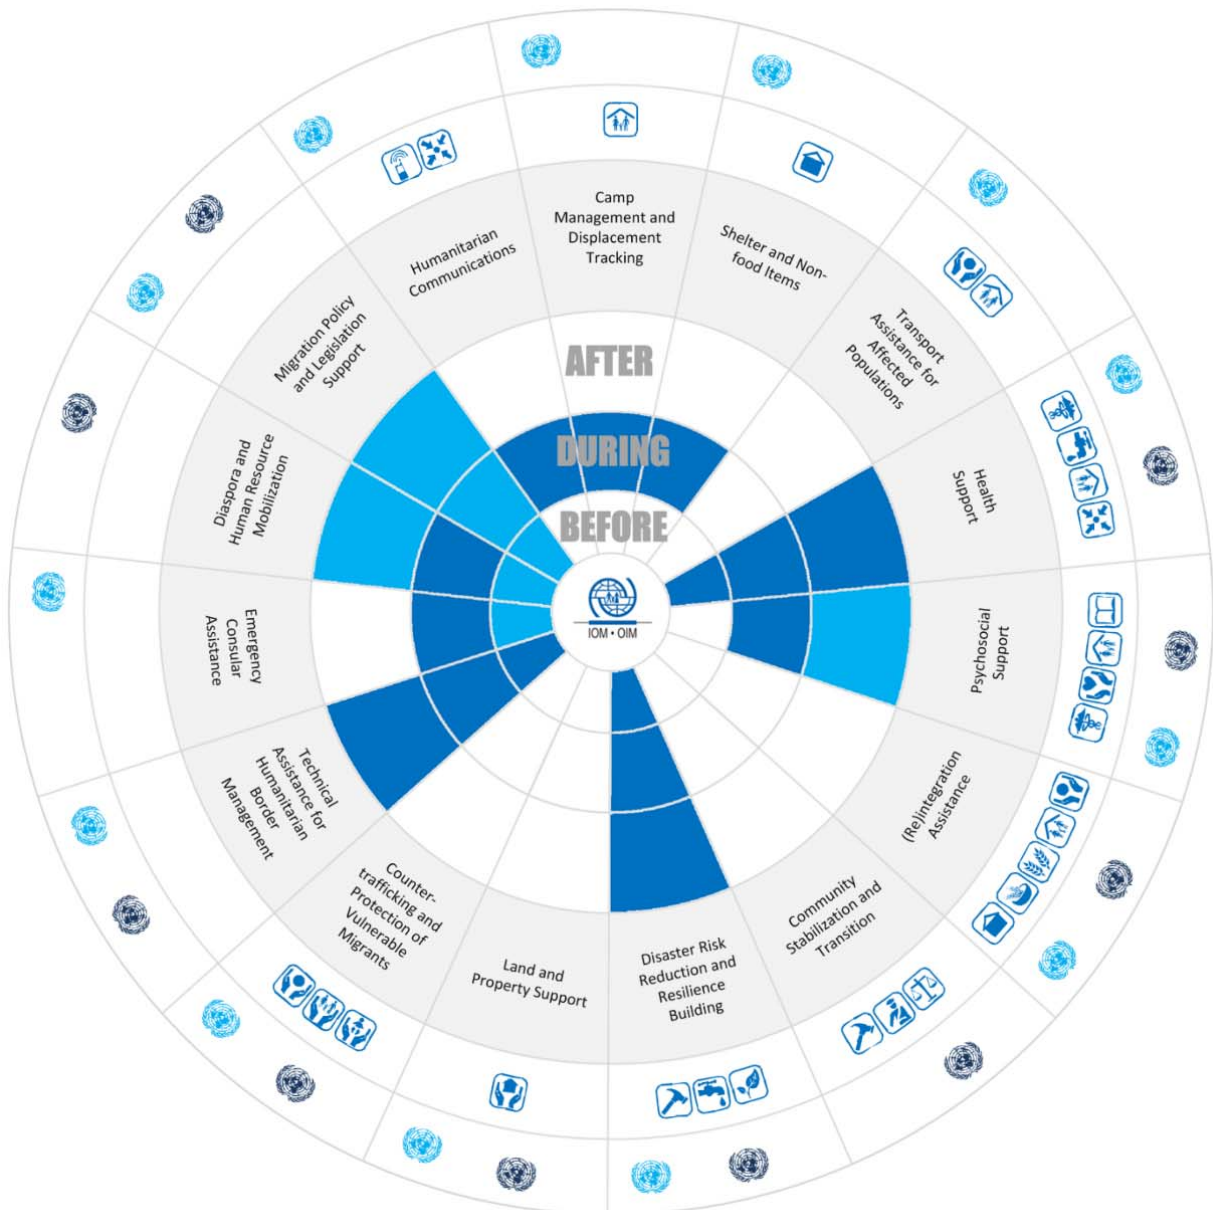 Camp
Management and
Displacement
Tracking
Shelter and Non-
food Items
Transport
Assistance for
Affected
Populations
Health
Support
Psychosocial
Support
(Re)integration
Assistance
Community
Stabilization and
Transition
Disaster Risk
Reduction and
Resilience
Building
Land and
Property Support
Counter-
trafficking and
Protection of
Vulnerable
Migrants
Technical
Assistance for
Humanitarian
Border
Management
Emergency
Consular
Assistance
Diaspora and
Human Resource
Mobilization
Migration Policy
and Legislation
Support
Humanitarian
Communications
AFTER
DURING
BEFORE
IOM • OIM